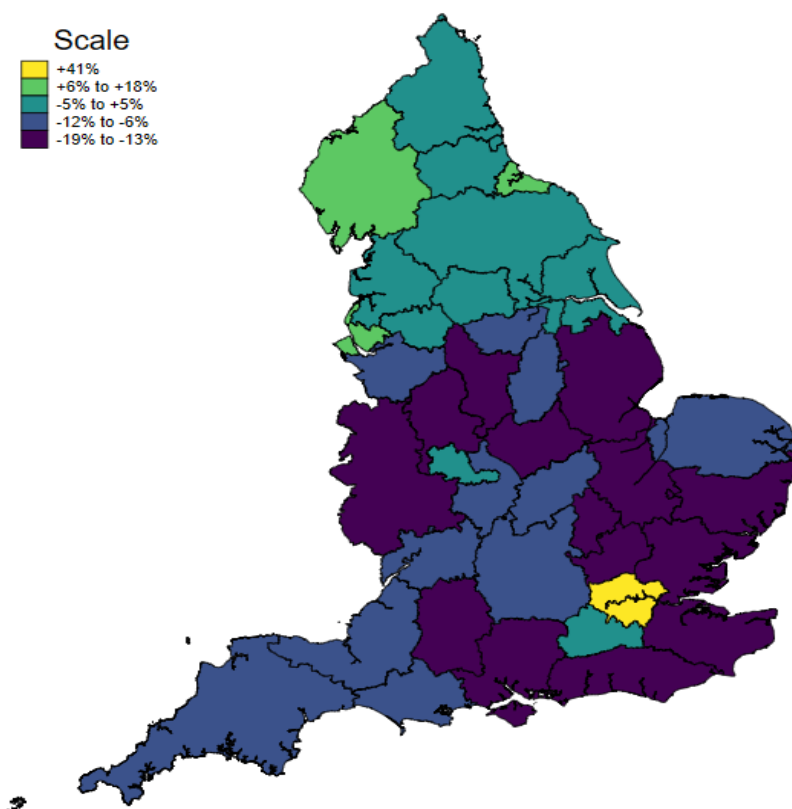 Scale
+41%
+6% to +18%
-5% to +5%
-12% to -6%
-19% to -13%